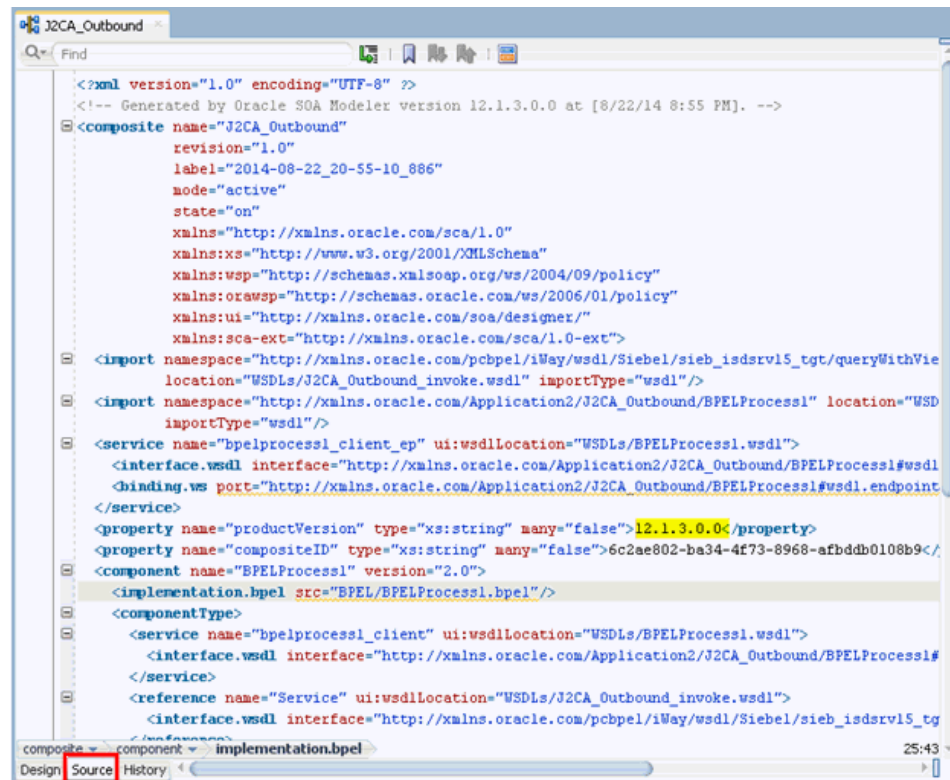 J2CA_Outbound
Find
<?xml version="1.0" encoding="UTF-8" ?>
<!-- Generated by Oracle SOA Modeler version 12.1.3.0.0 at [8/22/14 8:55 PM]. -->
<composite name="J2CA_Outbound"
revision="1.0"
label="2014-08-22_20-55-10_886"
mode="active"
state="on"
xmlns="http://xmlns.oracle.com/sca/1.0"
xmlns:xs="http://www.w3.org/2001/XMLSchema"
xmlns:wsp="http://schemas.xmlsoap.org/ws/2004/09/policy"
xmlns:orawsp="http://schemas.oracle.com/ws/2006/01/policy"
xmlns:ui="http://xmlns.oracle.com/soa/designer/"
xmlns:sca-ext="http://xmlns.oracle.com/sca/1.0-ext">
<import namespace="http://xmlns.oracle.com/pcbpel/iWay/wsdl/Siebel/sieb_isdsrv15_tgt/queryWithVie
location="WSDLs/J2CA_Outbound_invoke.wsdl" importType="wsdl"/>
<import namespace="http://xmlns.oracle.com/Application2/J2CA_Outbound/BPELProcess1" location="WSD
importType="wsdl"/>
<service name="bpelprocess1_client_ep" ui:wsdlLocation="WSDLs/BPELProcess1.wsdl">
<interface.wsdl interface="http://xmlns.oracle.com/Application2/J2CA_Outbound/BPELProcess1#wsdl
<binding.ws port="http://xmlns.oracle.com/Application2/J2CA_Outbound/BPELProcess1#wsdl.endpoint
</service>
<property name="productVersion" type="xs:string" many="false">12.1.3.0.0</property>
<property name="compositeID" type="xs:string" many="false">6c2ae802-ba34-4f73-8968-afbddb0108b9</
<component name="BPELProcess1" version="2.0">
<implementation.bpel src="BPEL/BPELProcess1.bpel"/>
<componentType>
<service name="bpelprocess1_client" ui:wsdlLocation="WSDLs/BPELProcess1.wsdl">
<interface.wsdl interface="http://xmlns.oracle.com/Application2/J2CA_Outbound/BPELProcess1#
</service>
<reference name="Service" ui:wsdlLocation="WSDLs/J2CA_Outbound_invoke.wsdl">
<interface.wsdl interface="http://xmlns.oracle.com/pcbpel/iWay/wsdl/Siebel/sieb_isdsrv15_tg
</reference>
composite component implementation.bpel 25:43
Design Source History